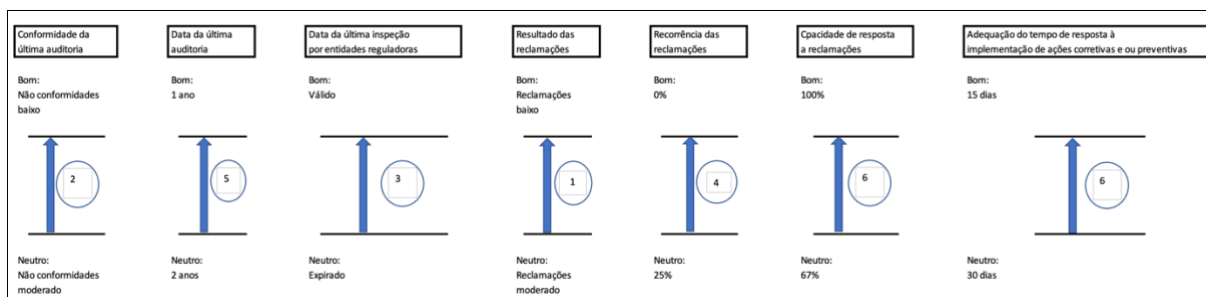 Conformidade da
última auditoria
Data da última
auditoria
Data da última inspeção
por entidades reguladoras
Resultado das
reclamações
Recorrência das
reclamações
Cpacidade de resposta
a reclamações
Adequação do tempo de resposta à
implementação de ações corretivas e ou preventivas
Bom:
Não conformidades
baixo
Bom:
1 ano
Bom:
Válido
Bom:
Reclamações
baixo
Bom:
0%
Bom:
100%
Bom:
15 dias
2
5
3
1
4
6
6
Neutro:
Não conformidades
moderado
Neutro:
2 anos
Neutro:
Expirado
Neutro:
Reclamações
moderado
Neutro:
25%
Neutro:
67%
Neutro:
30 dias